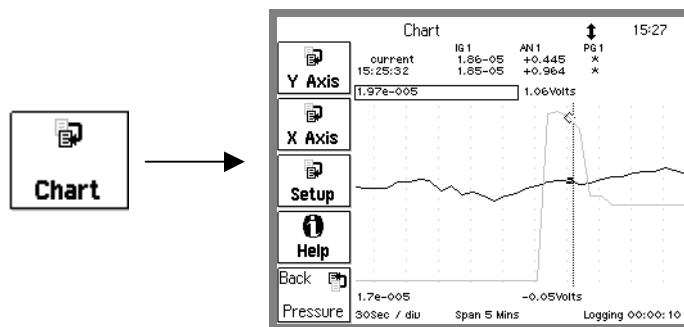 Chart
Chart 15:27
IG1 AN1 PG1
current 1.86-05 +0.445 *
15:25:32 1.85-05 +0.964 *
1.97e-005 1.06Volts
Y Axis
X Axis
Setup
Help
Back
Pressure
1.7e-005 -0.05Volts
30Sec / div Span 5 Mins Logging 00:00:10